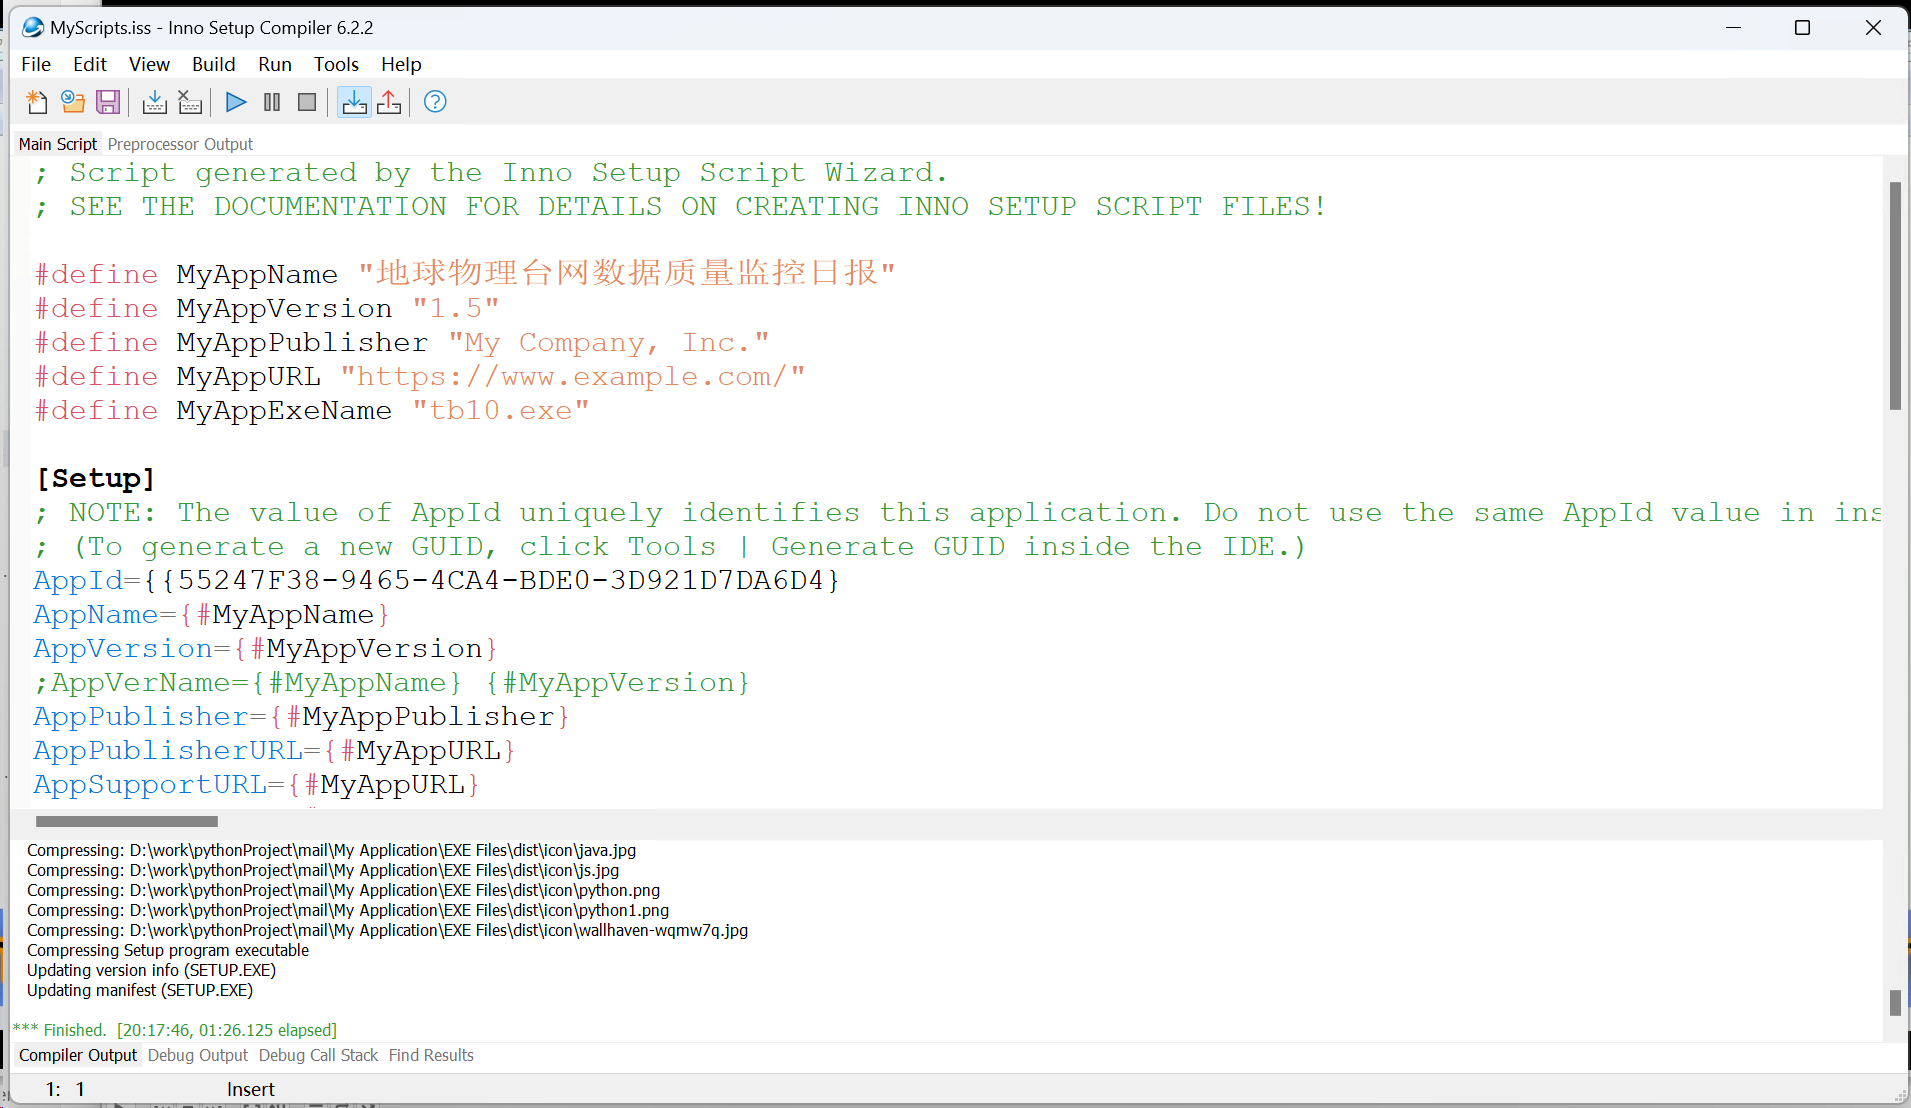 MyScripts.iss - Inno Setup Compiler 6.2.2
File Edit View Build Run Tools Help
Main Script Preprocessor Output
; Script generated by the Inno Setup Script Wizard.
; SEE THE DOCUMENTATION FOR DETAILS ON CREATING INNO SETUP SCRIPT FILES!
#define MyAppName "地球物理台网数据质量监控日报"
#define MyAppVersion "1.5"
#define MyAppPublisher "My Company, Inc."
#define MyAppURL "https://www.example.com/"
#define MyAppExeName "tb10.exe"
[Setup]
; NOTE: The value of AppId uniquely identifies this application. Do not use the same AppId value in ins
; (To generate a new GUID, click Tools | Generate GUID inside the IDE.)
AppId={{55247F38-9465-4CA4-BDE0-3D921D7DA6D4}
AppName={#MyAppName}
AppVersion={#MyAppVersion}
;AppVerName={#MyAppName} {#MyAppVersion}
AppPublisher={#MyAppPublisher}
AppPublisherURL={#MyAppURL}
AppSupportURL={#MyAppURL}
Compressing: D:\work\pythonProject\mail\My Application\EXE Files\dist\icon\java.jpg
Compressing: D:\work\pythonProject\mail\My Application\EXE Files\dist\icon\js.jpg
Compressing: D:\work\pythonProject\mail\My Application\EXE Files\dist\icon\python.png
Compressing: D:\work\pythonProject\mail\My Application\EXE Files\dist\icon\python1.png
Compressing: D:\work\pythonProject\mail\My Application\EXE Files\dist\icon\wallhaven-wqmw7q.jpg
Compressing Setup program executable
Updating version info (SETUP.EXE)
Updating manifest (SETUP.EXE)
*** Finished. [20:17:46, 01:26.125 elapsed]
Compiler Output Debug Output Debug Call Stack Find Results
1: 1 Insert